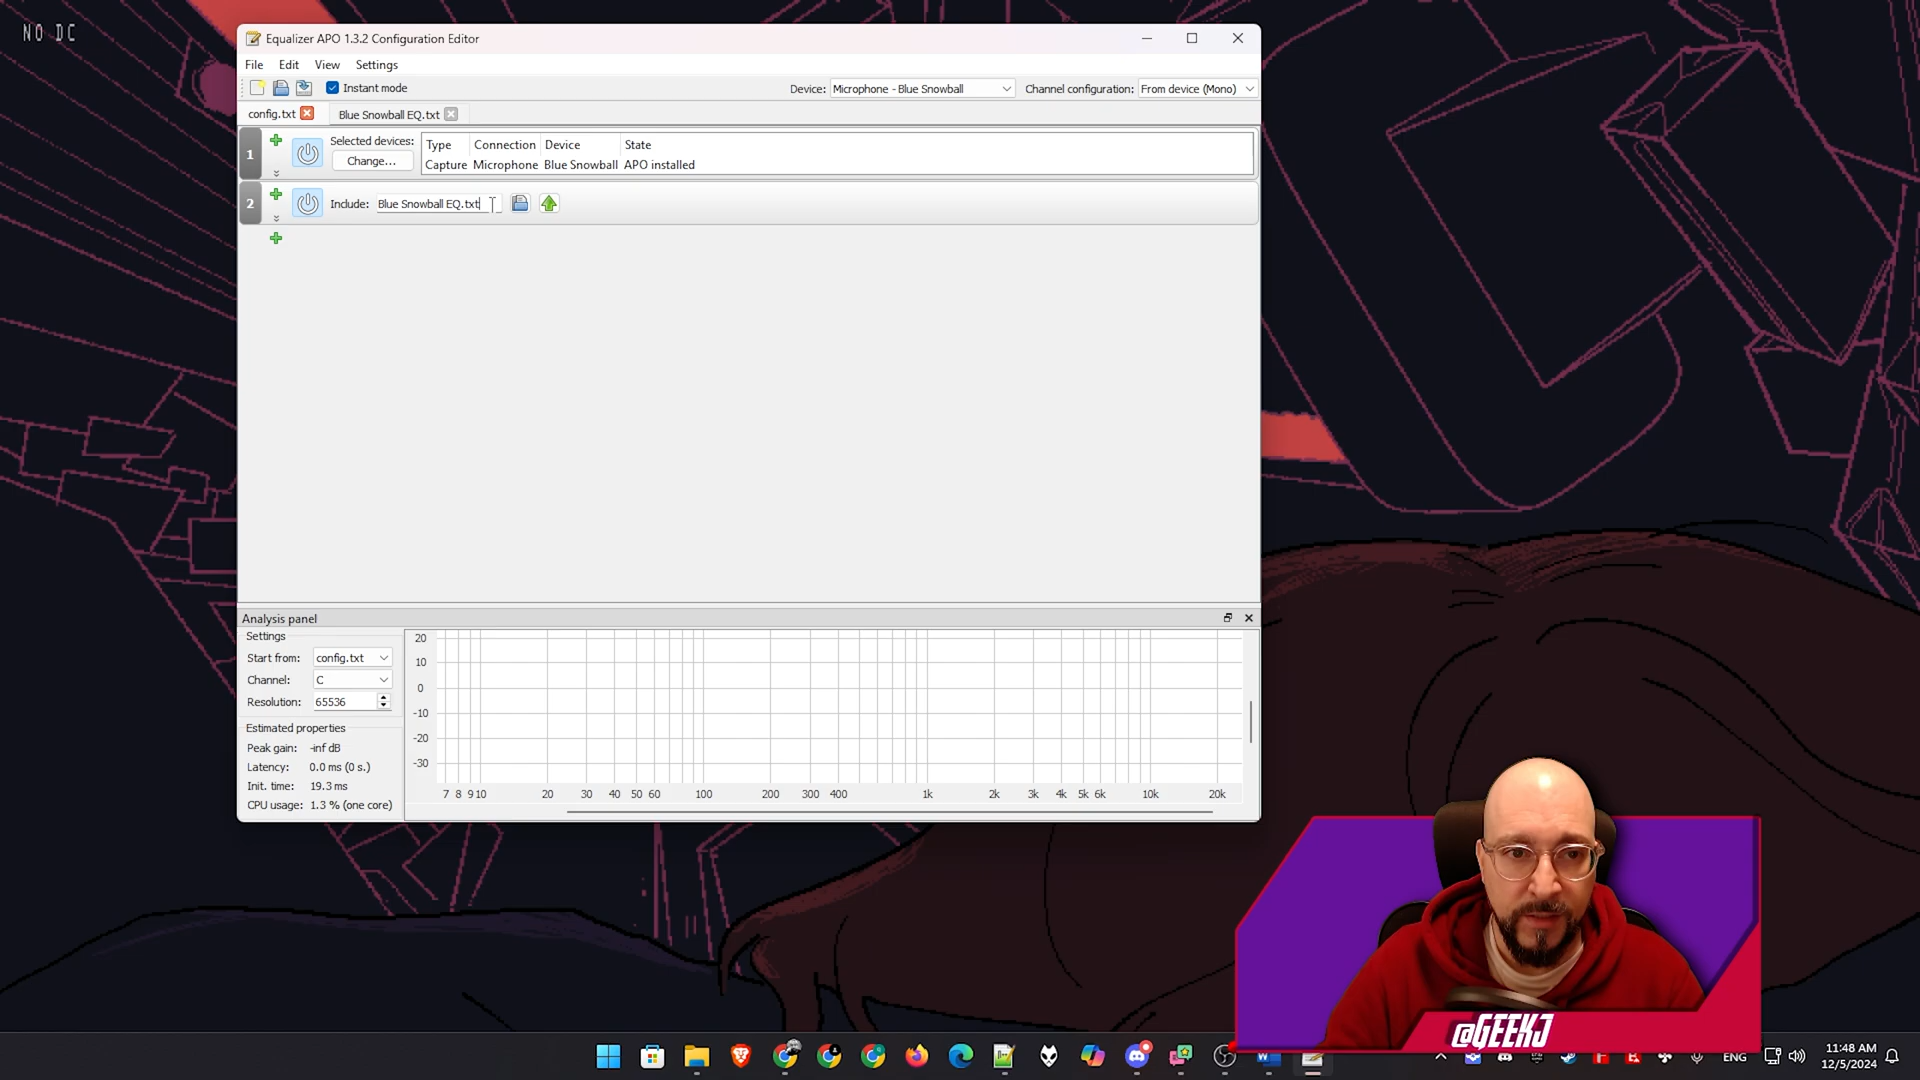 NO DC
Equalizer APO 1.3.2 Configuration Editor
File Edit View Settings
Instant mode Device: Microphone - Blue Snowball Channel configuration: From device (Mono)
config.txt Blue Snowball EQ.txt
1 Selected devices: Change...
Type Connection Device State
Capture Microphone Blue Snowball APO installed
2 Include: Blue Snowball EQ.txt
Analysis panel
Settings
Start from: config.txt
Channel: C
Resolution: 65536
Estimated properties
Peak gain: -inf dB
Latency: 0.0 ms (0 s.)
Init. time: 19.3 ms
CPU usage: 1.3 % (one core)
20
10
0
-10
-20
-30
7 8 9 10 20 30 40 50 60 100 200 300 400 1k 2k 3k 4k 5k 6k 10k 20k
@GEEKJ
ENG
11:48 AM
12/5/2024